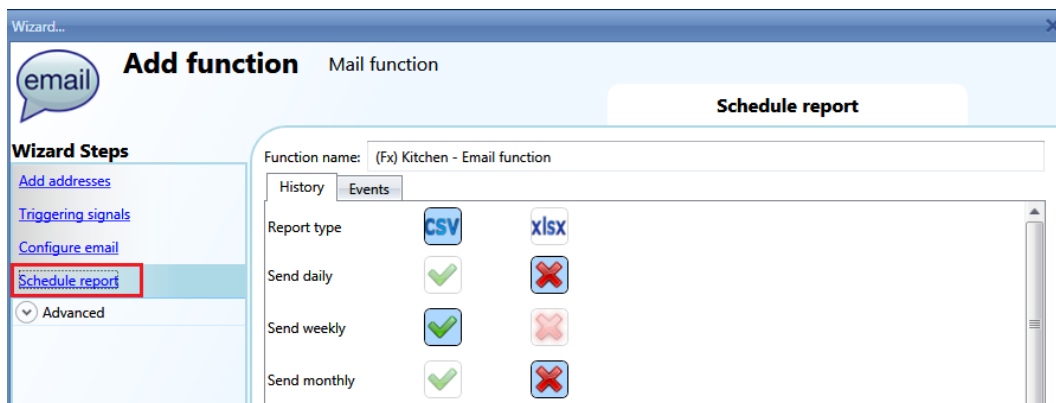 Wizard...
email
Add function Mail function
Schedule report
Wizard Steps
Add addresses
Triggering signals
Configure email
Schedule report
Advanced
Function name: (Fx) Kitchen - Email function
History Events
Report type CSV xlsx
Send daily
Send weekly
Send monthly